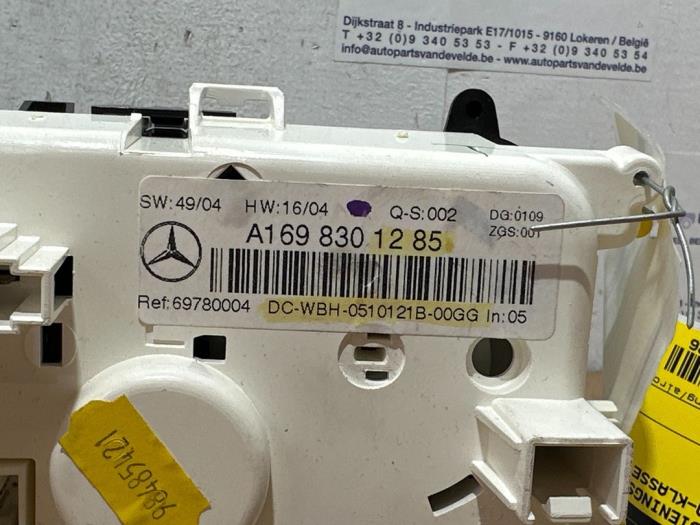 Dijkstraat 8 - Industriepark E17/1015 - 9160 Lokeren / België
T +32 (0)9 340 53 53 - F +32 (0)9 340 53 54
info@autopartsvandevelde.be - www.autopartsvandevelde.be
SW:49/04 HW:16/04 Q-S:002 DG:0109
ZGS:001
A169 830 12 85
Ref:69780004 DC-WBH-0510121B-00GG In:05
98485421